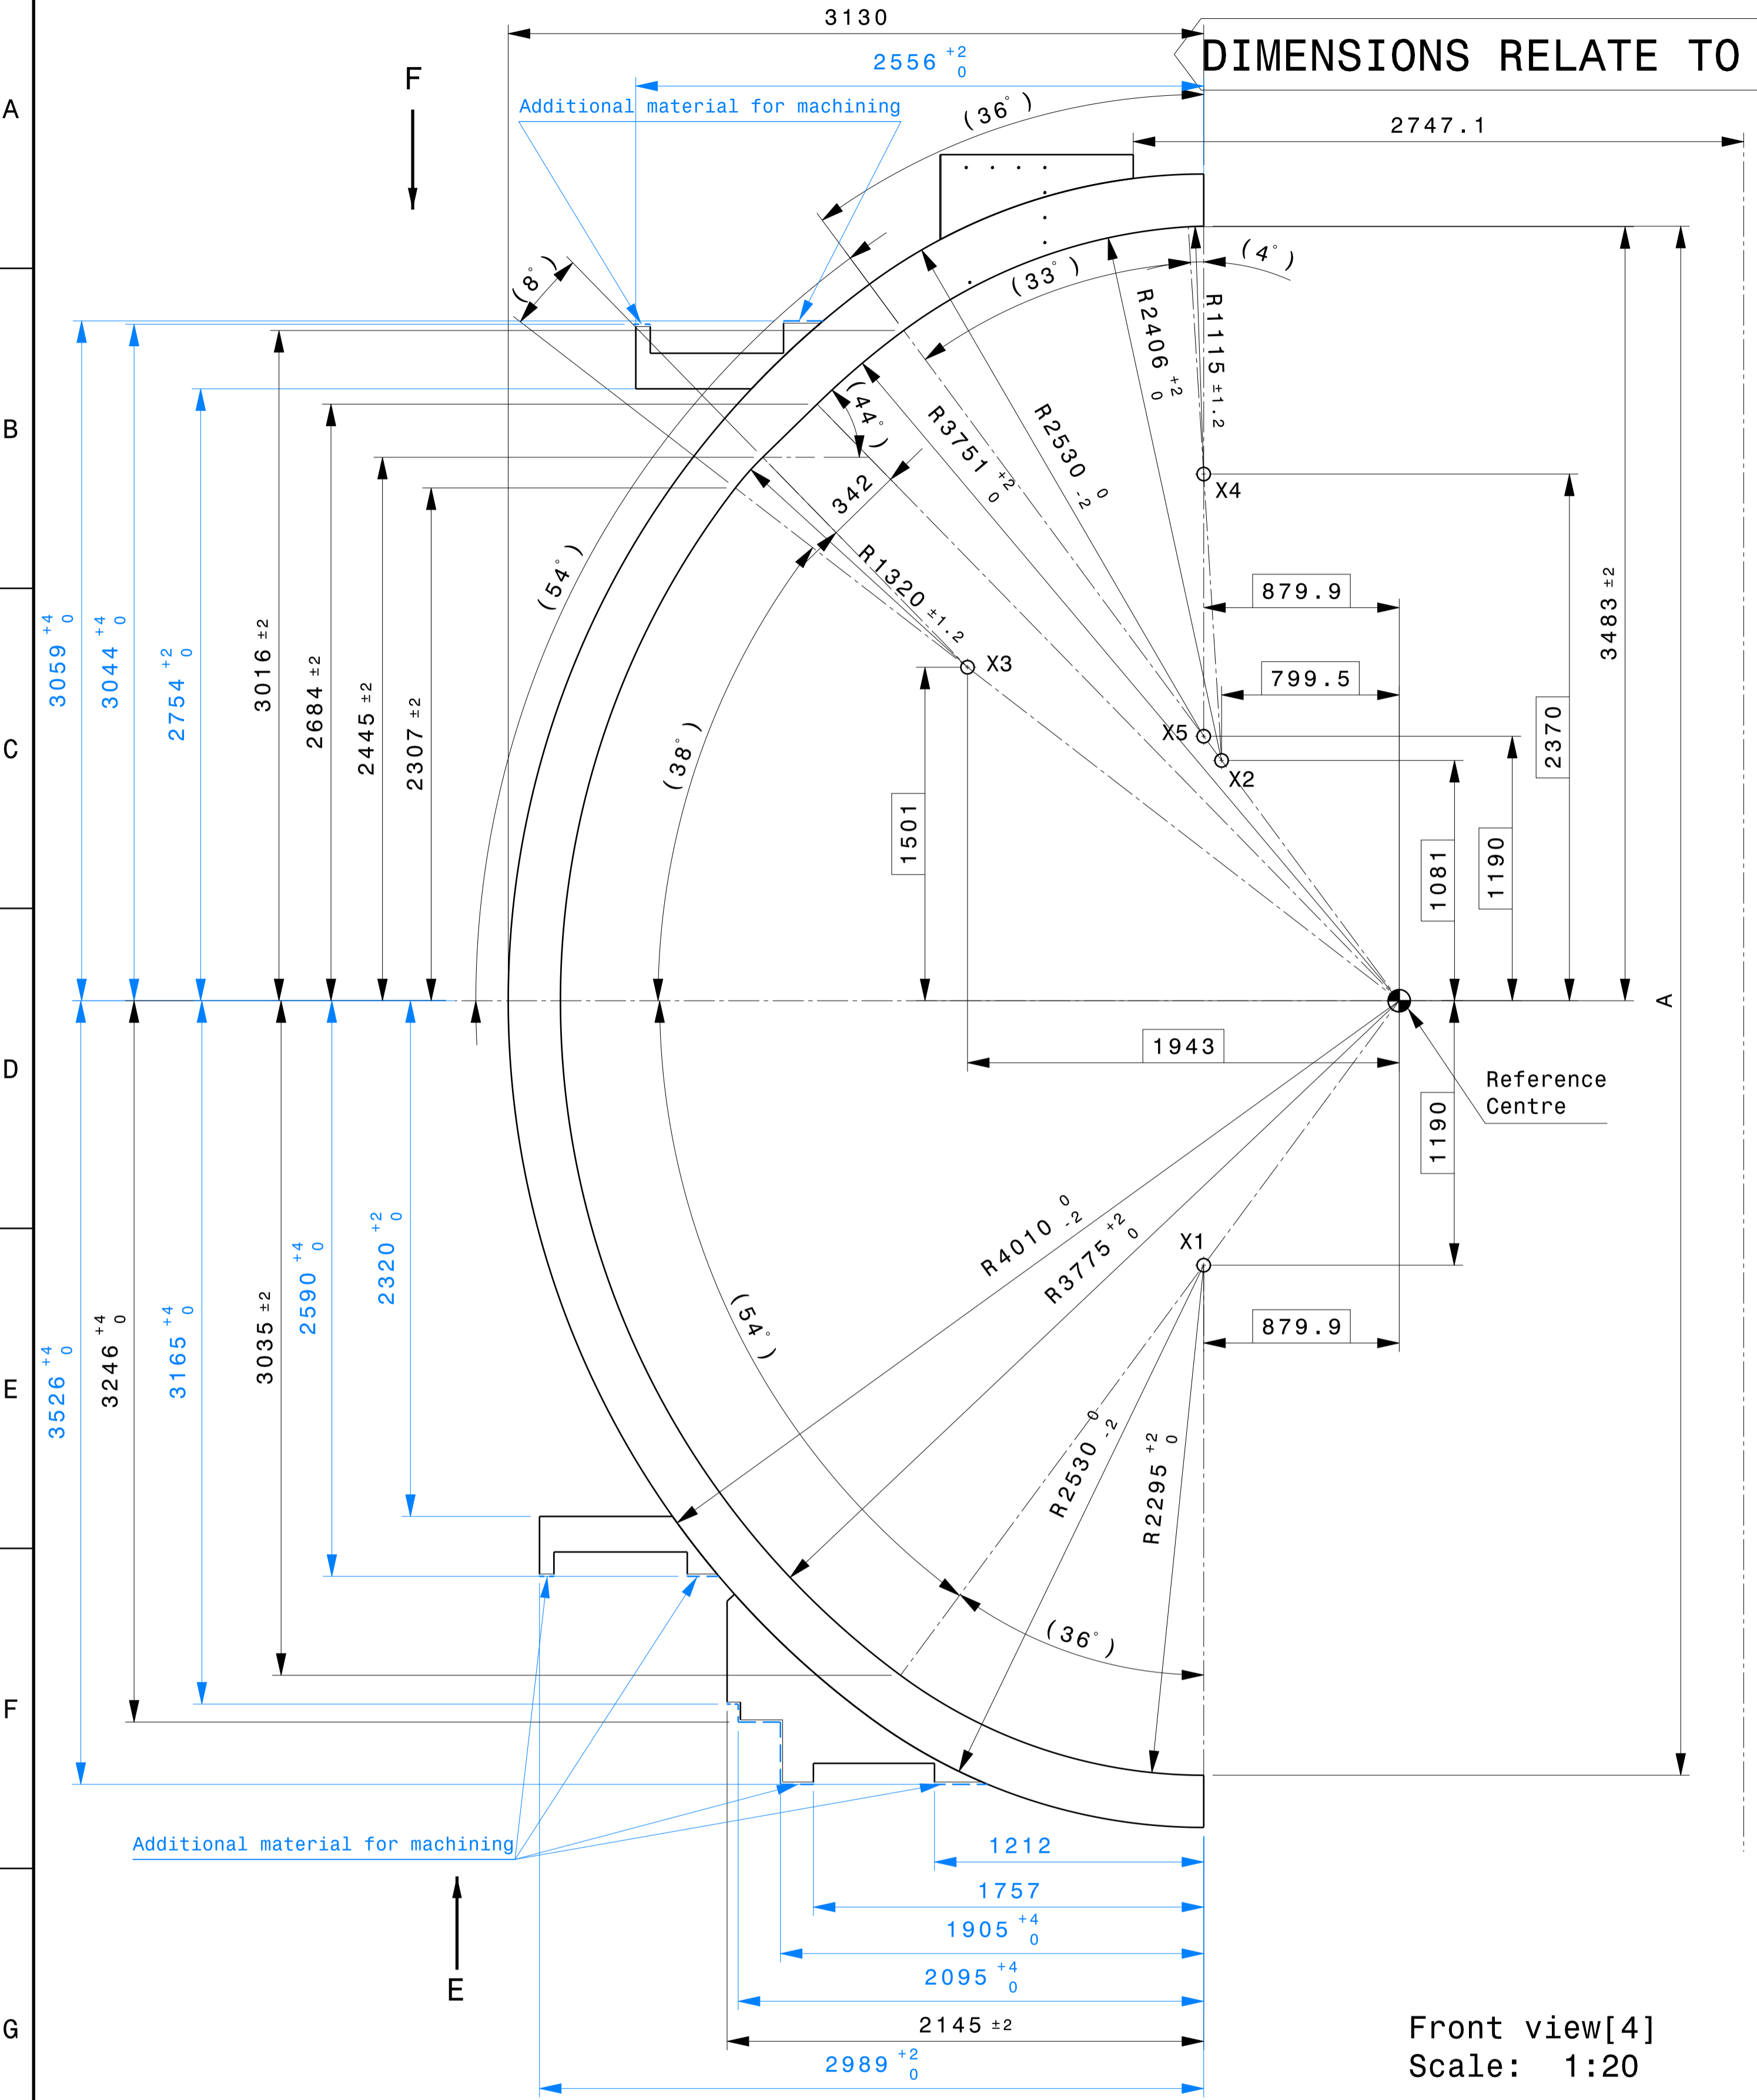 3130
DIMENSIONS RELATE TO
2556 +2 0
F
Additional material for machining
A
(36°)
2747.1
(8°)
(33°)
(4°)
R2406 +2 0
R1115 ±1.2
(44°)
R3751 +2 0
R2530 0 -2
B
342
X4
(54°)
R1320 ±1.2
879.9
3483 ±2
3059 +4 0
3044 +4 0
2754 +2 0
3016 ±2
2684 ±2
2445 ±2
2307 ±2
X3
799.5
(38°)
X5
2370
C
X2
1501
1081
1190
A
1943
D
Reference
Centre
1190
R4010 0 -2
R3775 +2 0
X1
2320 +2 0
2590 +4 0
3035 ±2
(54°)
879.9
3526 +4 0
3246 +4 0
3165 +4 0
E
R2530 0 -2
R2295 +2 0
(36°)
F
Additional material for machining
1212
1757
1905 +4 0
2095 +4 0
E
2145 ±2
G
Front view[4]
2989 +2 0
Scale: 1:20